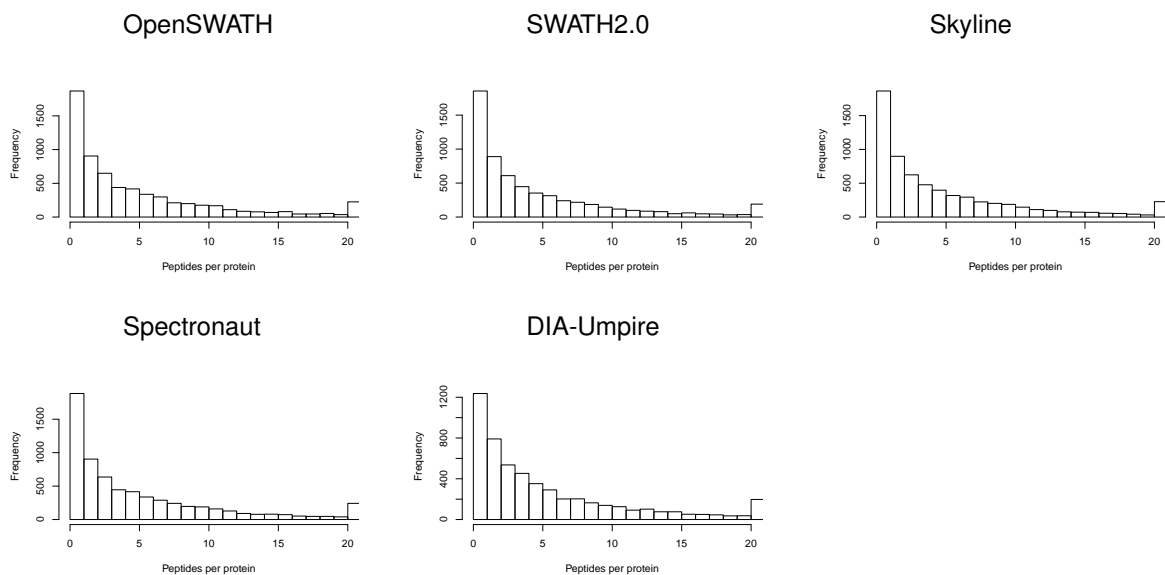 OpenSWATH
SWATH2.0
Skyline
Frequency
0 500 1000 1500
0 5 10 15 20
Peptides per protein
Frequency
0 500 1000 1500
0 5 10 15 20
Peptides per protein
Frequency
0 500 1000 1500
0 5 10 15 20
Peptides per protein
Spectronaut
DIA-Umpire
Frequency
0 500 1000 1500
0 5 10 15 20
Peptides per protein
Frequency
0 400 800 1200
0 5 10 15 20
Peptides per protein